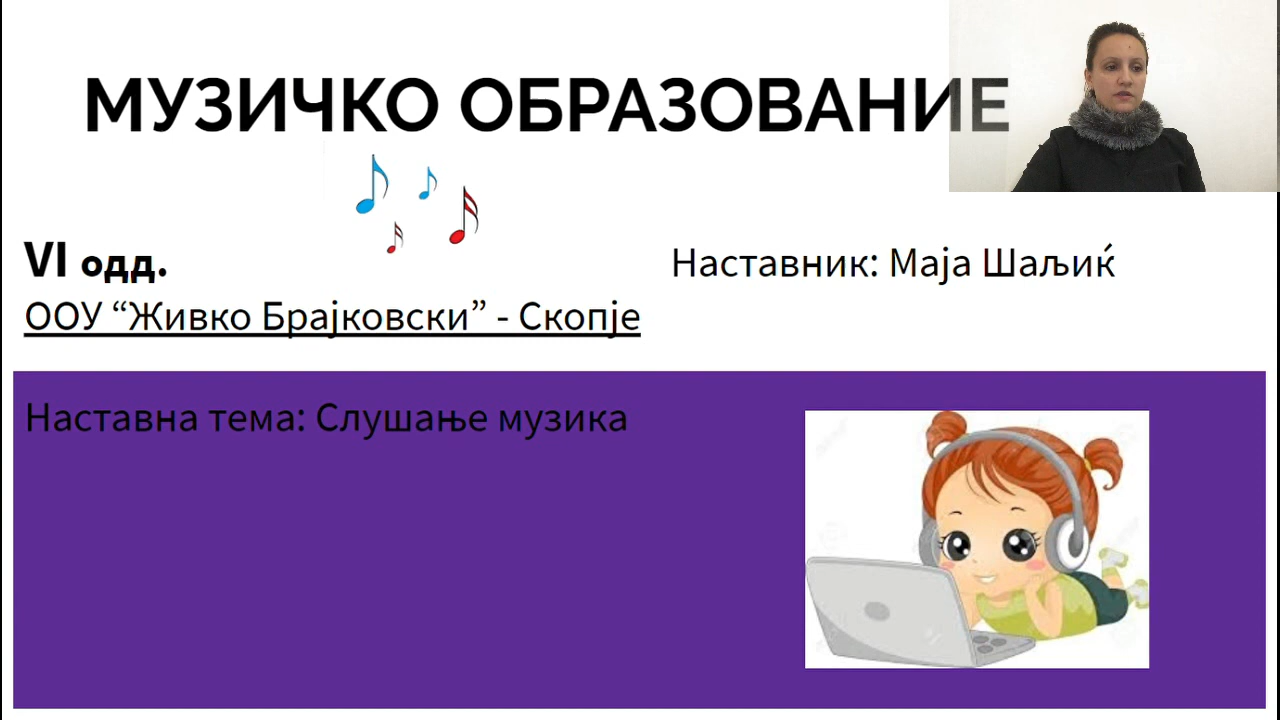 МУЗИЧКО ОБРАЗОВАНИЕ
VI одд.
Наставник: Маја Шаљиќ
ООУ “Живко Брајковски” - Скопје
Наставна тема: Слушање музика